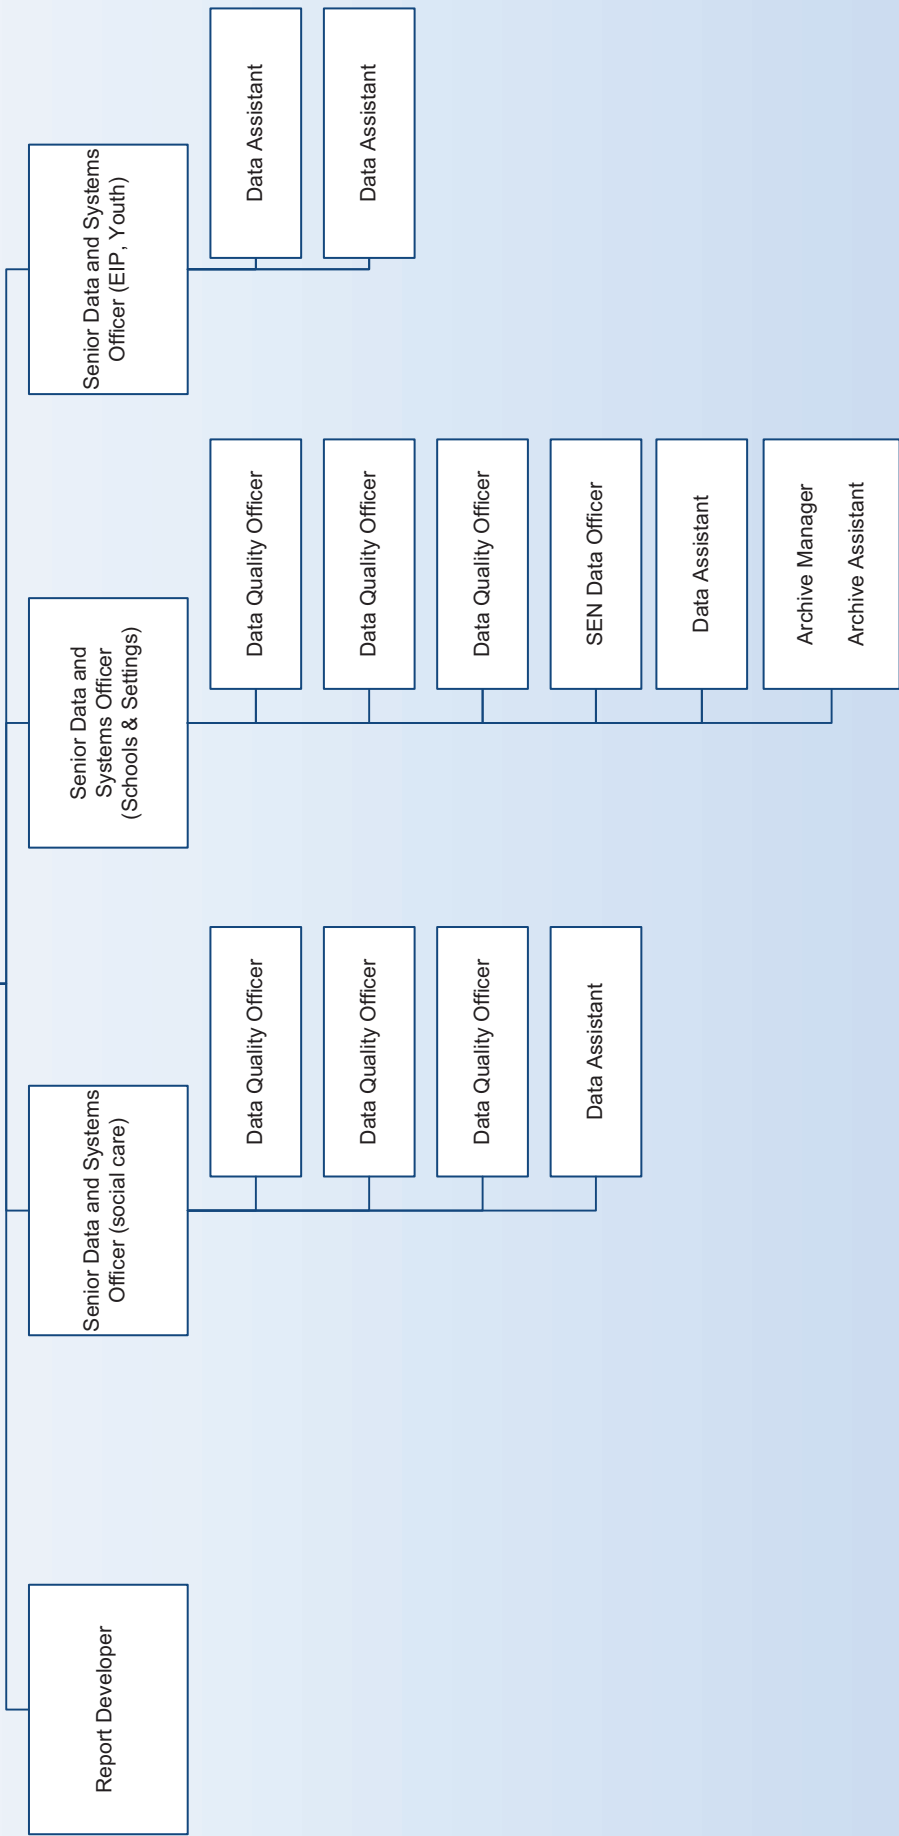 Report Developer
Senior Data and Systems
Officer (social care)
Data Quality Officer
Data Quality Officer
Data Quality Officer
Data Assistant
Senior Data and
Systems Officer
(Schools & Settings)
Data Quality Officer
Data Quality Officer
Data Quality Officer
SEN Data Officer
Data Assistant
Archive Manager
Archive Assistant
Senior Data and Systems
Officer (EIP, Youth)
Data Assistant
Data Assistant